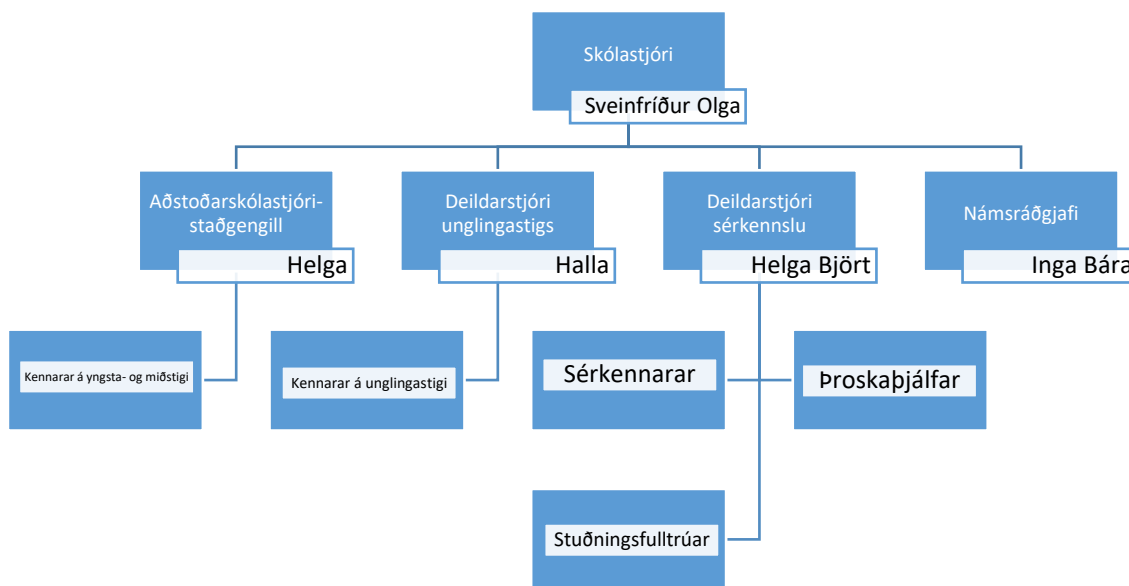 Skólastjóri
Sveinfríður Olga
Aðstoðarskólastjóri-
staðgengill
Helga
Deildarstjóri
unglingastigs
Halla
Deildarstjóri
sérkennslu
Helga Björt
Námsráðgjafi
Inga Bára
Kennarar á yngsta- og miðstigi
Kennarar á unglingastigi
Sérkennarar
Þroskaþjálfar
Stuðningsfulltrúar